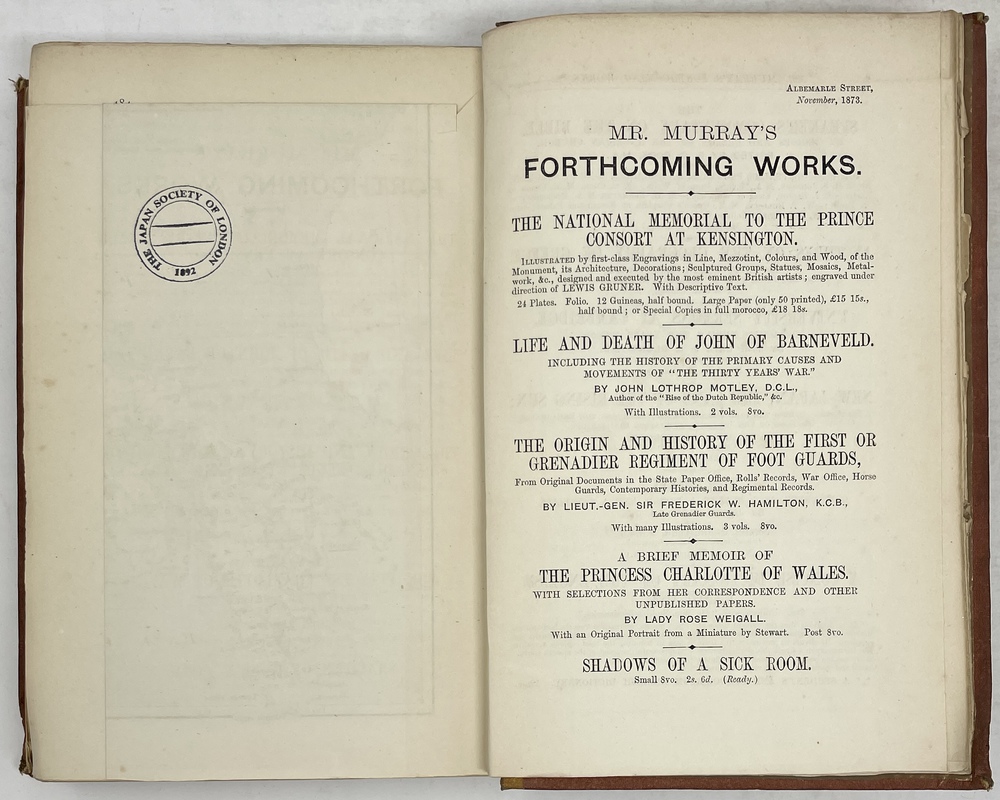 THE JAPAN SOCIETY OF LONDON
1892
ALBEMARLE STREET,
November, 1873.
MR. MURRAY'S
FORTHCOMING WORKS.
THE NATIONAL MEMORIAL TO THE PRINCE
CONSORT AT KENSINGTON.
ILLUSTRATED by first-class Engravings in Line, Mezzotint, Colours, and Wood, of the
Monument, its Architecture, Decorations; Sculptured Groups, Statues, Mosaics, Metal-
work, &c., designed and executed by the most eminent British artists; engraved under
direction of LEWIS GRUNER. With Descriptive Text.
24 Plates. Folio. 12 Guineas, half bound. Large Paper (only 50 printed), £15 15s.,
half bound; or Special Copies in full morocco, £18 18s.
LIFE AND DEATH OF JOHN OF BARNEVELD.
INCLUDING THE HISTORY OF THE PRIMARY CAUSES AND
MOVEMENTS OF "THE THIRTY YEARS' WAR."
BY JOHN LOTHROP MOTLEY, D.C.L.,
Author of the "Rise of the Dutch Republic," &c.
With Illustrations. 2 vols. 8vo.
THE ORIGIN AND HISTORY OF THE FIRST OR
GRENADIER REGIMENT OF FOOT GUARDS,
From Original Documents in the State Paper Office, Rolls' Records, War Office, Horse
Guards, Contemporary Histories, and Regimental Records.
BY LIEUT.-GEN. SIR FREDERICK W. HAMILTON, K.C.B.,
Late Grenadier Guards.
With many Illustrations. 3 vols. 8vo.
A BRIEF MEMOIR OF
THE PRINCESS CHARLOTTE OF WALES.
WITH SELECTIONS FROM HER CORRESPONDENCE AND OTHER
UNPUBLISHED PAPERS.
BY LADY ROSE WEIGALL.
With an Original Portrait from a Miniature by Stewart. Post 8vo.
SHADOWS OF A SICK ROOM.
Small 8vo. 2s. 6d. (Ready.)